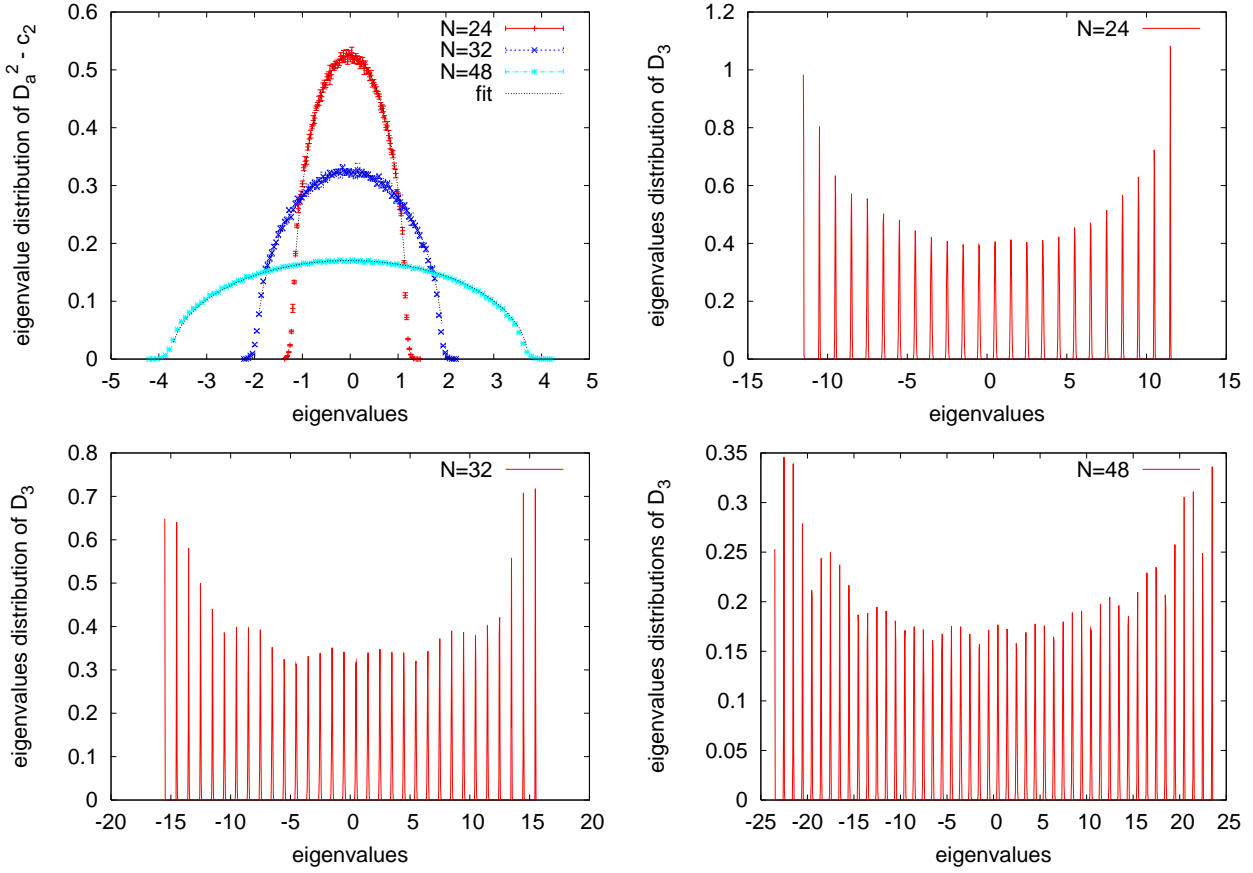 eigenvalue distribution of D_a^2 - c_2
0.6
0.5
0.4
0.3
0.2
0.1
0
-5 -4 -3 -2 -1 0 1 2 3 4 5
eigenvalues
N=24
N=32
N=48
fit
eigenvalues distribution of D_3
1.2
1
0.8
0.6
0.4
0.2
0
-15 -10 -5 0 5 10 15
eigenvalues
N=24
eigenvalues distribution of D_3
0.8
0.7
0.6
0.5
0.4
0.3
0.2
0.1
0
-20 -15 -10 -5 0 5 10 15 20
eigenvalues
N=32
eigenvalues distributions of D_3
0.35
0.3
0.25
0.2
0.15
0.1
0.05
0
-25 -20 -15 -10 -5 0 5 10 15 20 25
eigenvalues
N=48